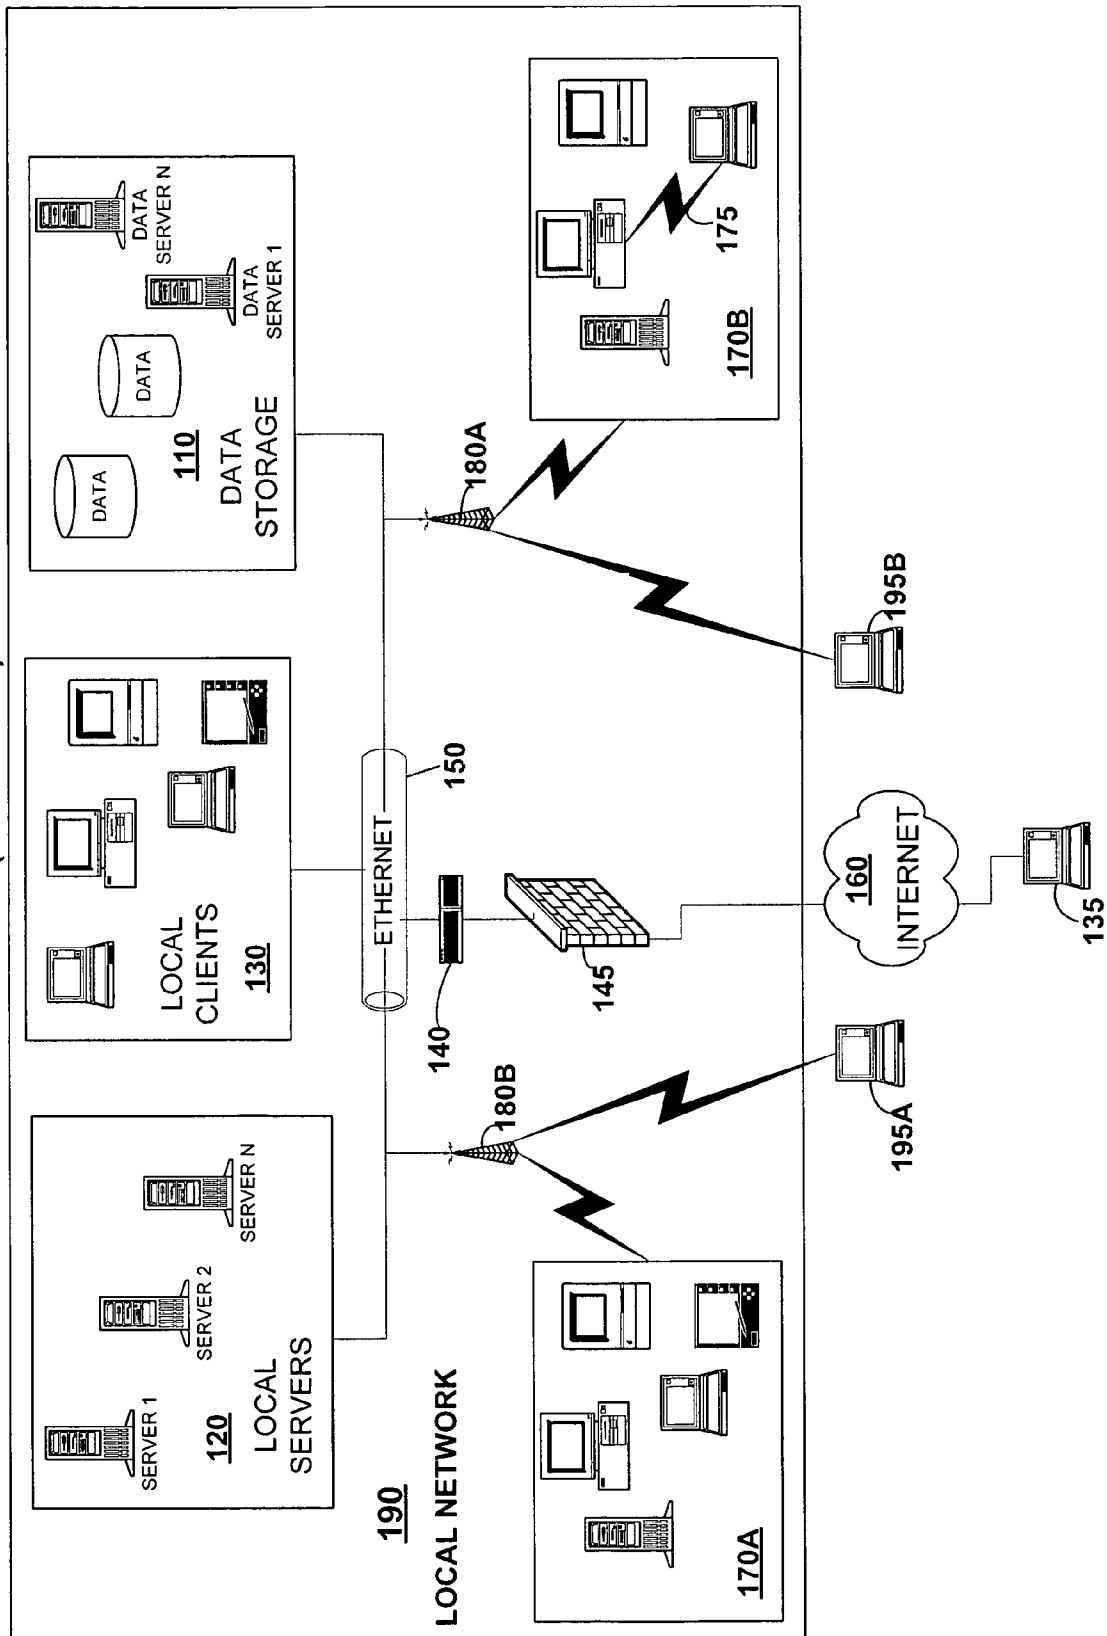 SERVER 1
SERVER 2
SERVER N
120
LOCAL
SERVERS
LOCAL
CLIENTS
130
DATA
DATA
DATA
SERVER N
DATA
SERVER 1
110
DATA
STORAGE
ETHERNET
150
190
LOCAL NETWORK
140
180B
145
180A
170A
170B
175
195A
160
INTERNET
195B
135